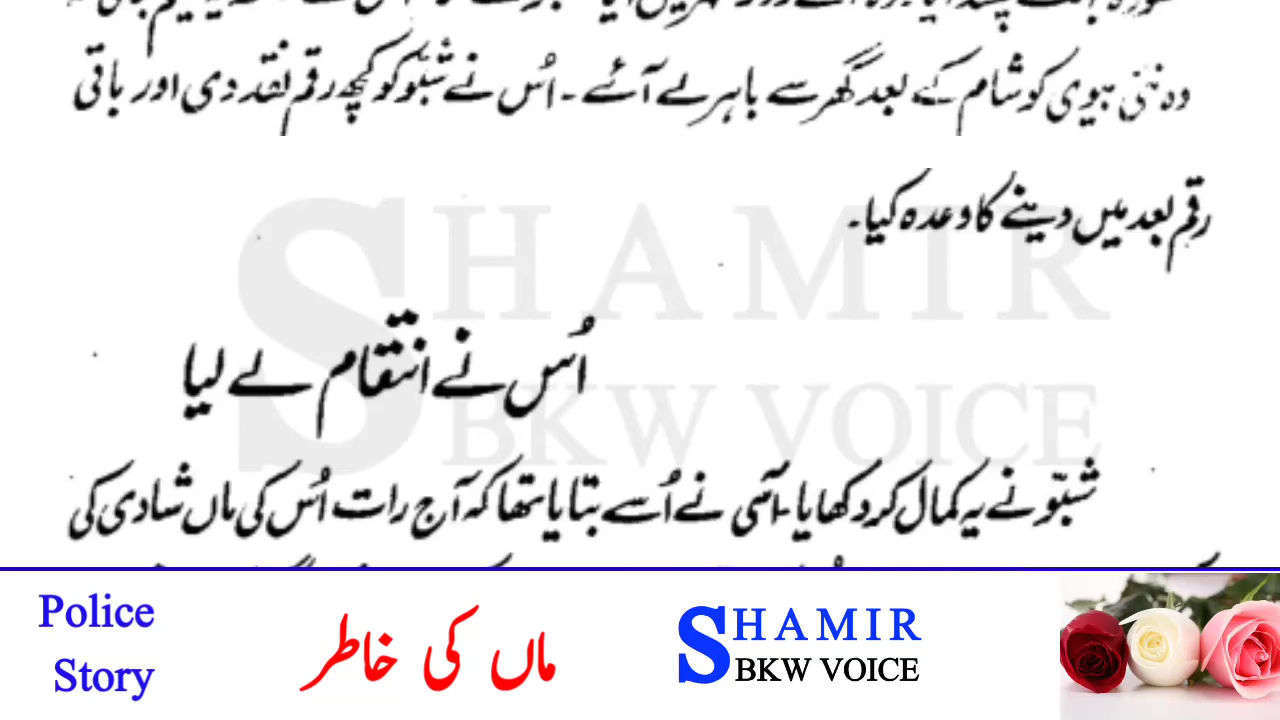 وہ نئی بیوی کو شام کے بعد گھر سے باہر لے آئے۔ اُس نے شبّو کو کچھ رقم نقد دی اور باقی
رقم بعد میں دینے کا وعدہ کیا۔
اُس نے انتقام لے لیا
شبّو نے یہ کمال کر دکھایا۔ آسی نے اُسے بتایا تھا کہ آج رات اُس کی ماں شادی کی
SHAMIR
BKW VOICE
Police
Story
ماں کی خاطر
SHAMIR
BKW VOICE